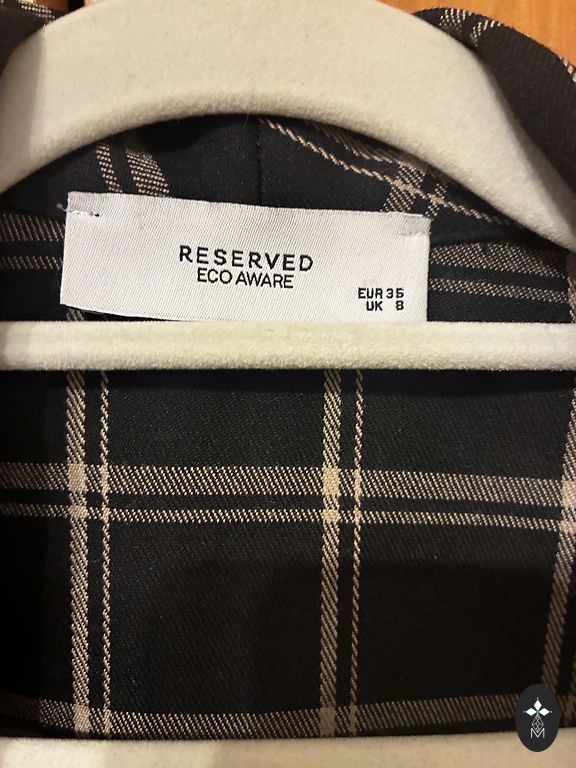 RESERVED
ECO AWARE
EUR 36
UK 8
M